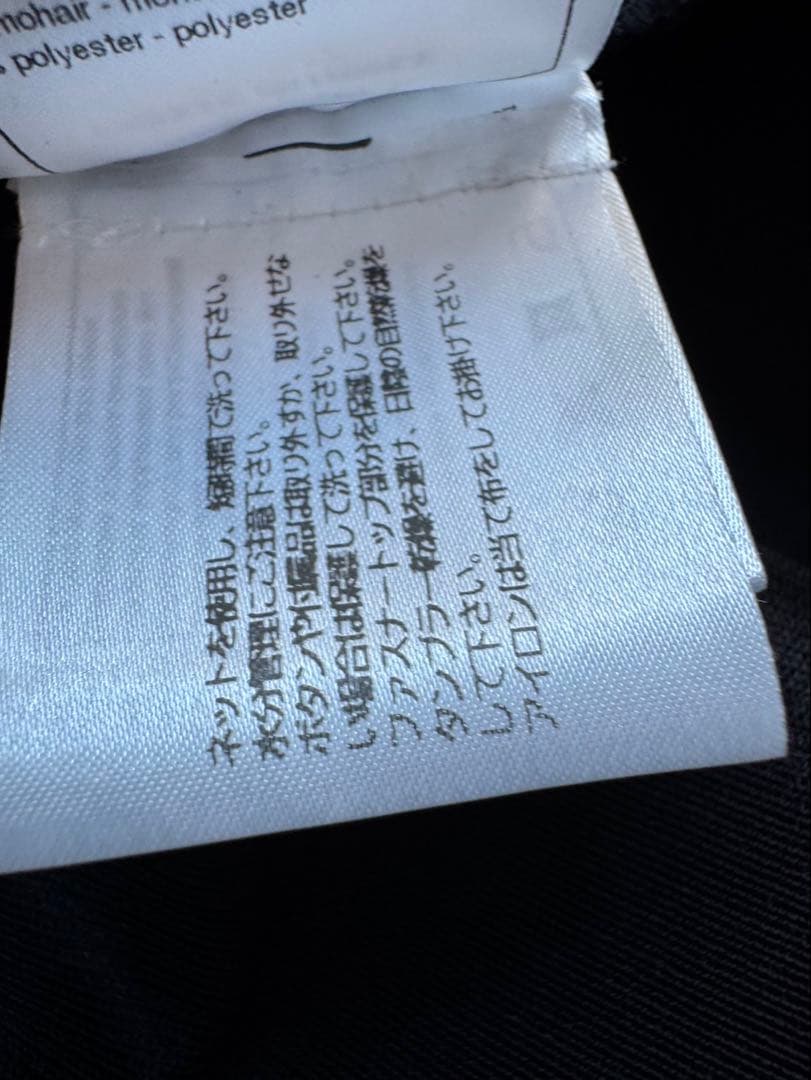 mohair -
polyester - polyester
ネットを使用し、短時間で洗って下さい。
水分管理にご注意下さい。
ボタンや付属品は取り外すか、取り外せな
い場合は保護して洗って下さい。
ファスナートップ部分を保護して下さい。
タンブラー乾燥を避け、日陰の自然乾燥を
して下さい。
アイロンは当て布をしてお掛け下さい。